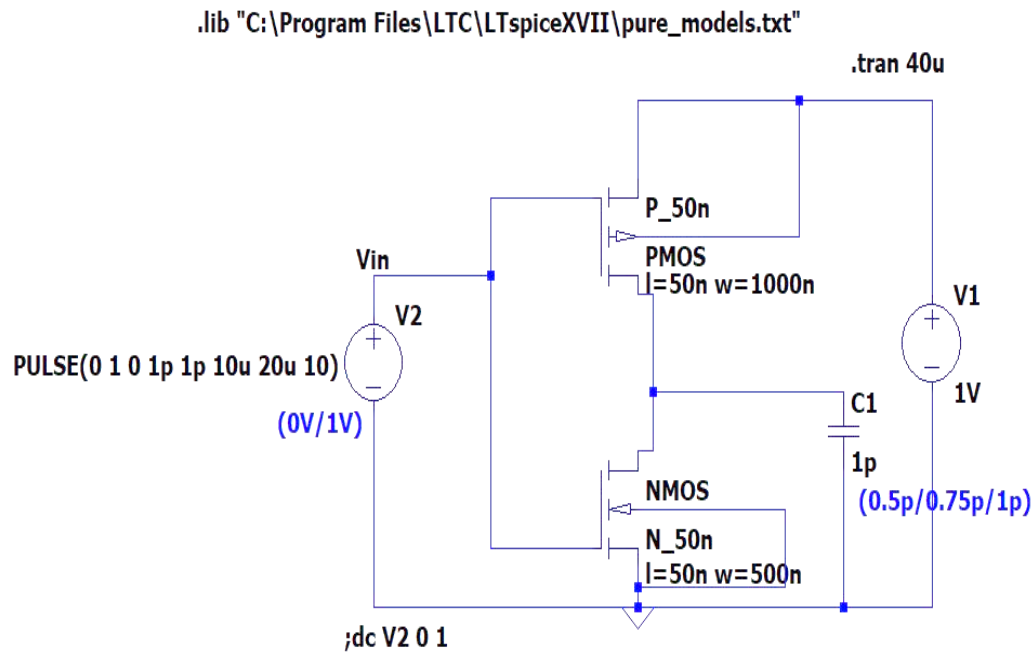 .lib "C:\Program Files\LTC\LTspiceXVII\pure_models.txt"
.tran 40u
P_50n
PMOS
l=50n w=1000n
Vin
V2
PULSE(0 1 0 1p 1p 10u 20u 10)
(0V/1V)
V1
1V
C1
1p
(0.5p/0.75p/1p)
NMOS
N_50n
l=50n w=500n
;dc V2 0 1